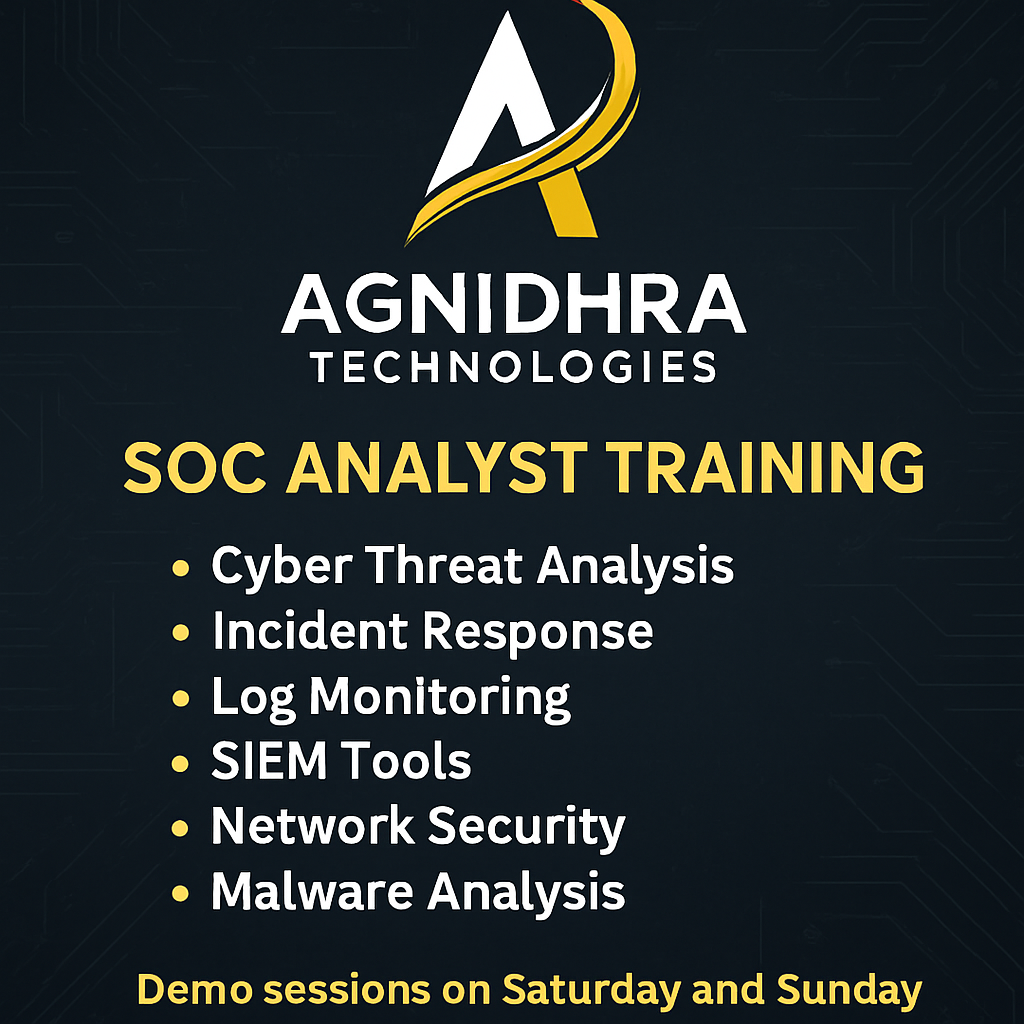 AGNIDHRA
TECHNOLOGIES
SOC ANALYST TRAINING
• Cyber Threat Analysis
• Incident Response
• Log Monitoring
• SIEM Tools
• Network Security
• Malware Analysis
Demo sessions on Saturday and Sunday